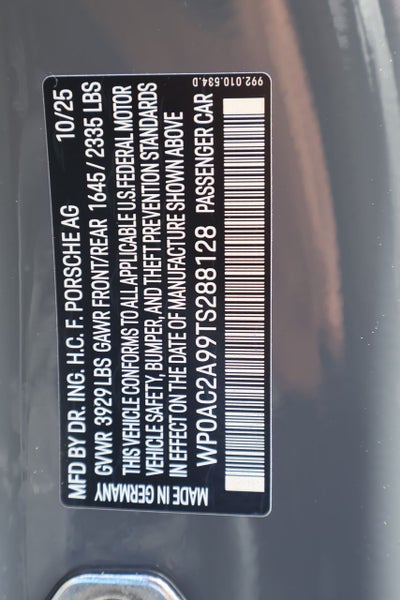 MFD BY DR. ING. H.C. F. PORSCHE AG 10/25
GVWR 3929 LBS GAWR FRONT/REAR 1645 / 2335 LBS
THIS VEHICLE CONFORMS TO ALL APPLICABLE U.S.FEDERAL MOTOR
VEHICLE SAFETY, BUMPER, AND THEFT PREVENTION STANDARDS
IN EFFECT ON THE DATE OF MANUFACTURE SHOWN ABOVE
WP0AC2A99TS288128 PASSENGER CAR
MADE IN GERMANY
992.010.534.D